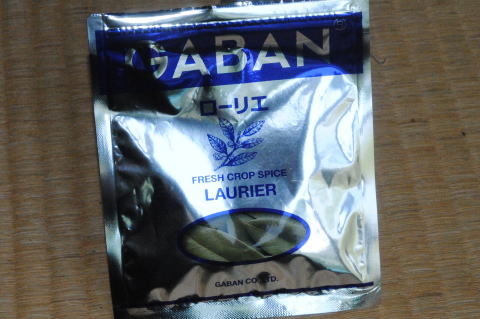 GABAN
ローリエ
FRESH CROP SPICE
LAURIER
GABAN CO., LTD.